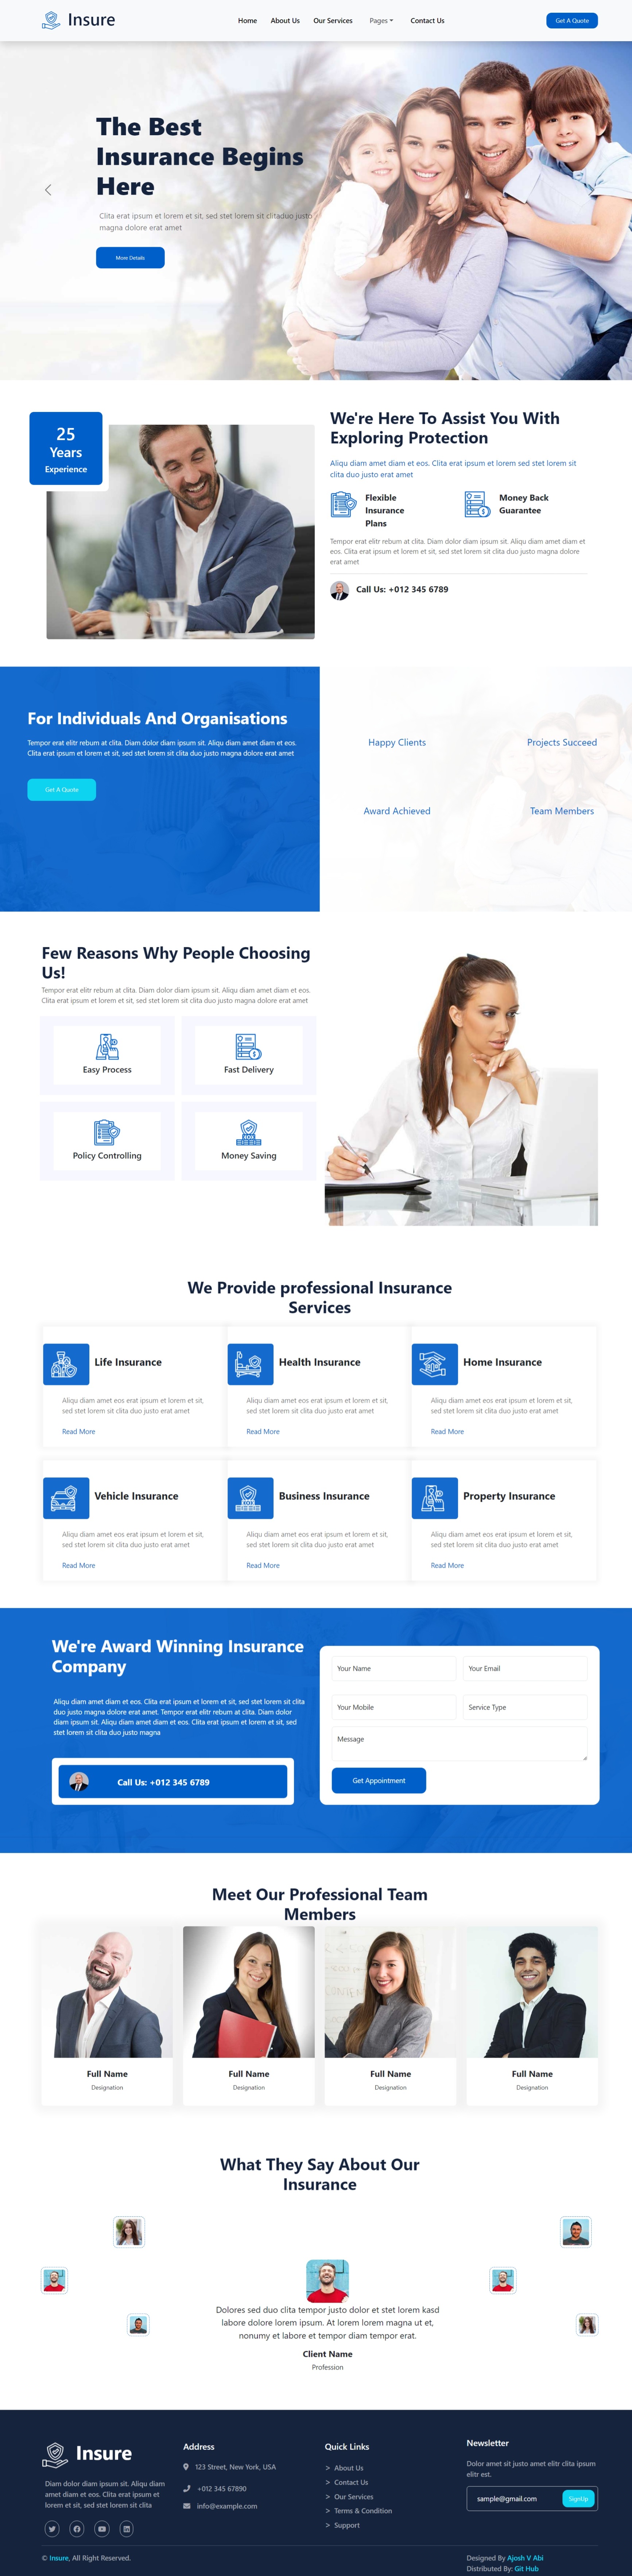 Insure
Home
About Us
Our Services
Pages
Contact Us
Get A Quote
The Best
Insurance Begins
Here
Clita erat ipsum et lorem et sit, sed stet lorem sit clitaduo justo
magna dolore erat amet
More Details
25
Years
Experience
We're Here To Assist You With
Exploring Protection
Aliqu diam amet diam et eos. Clita erat ipsum et lorem sed stet lorem sit
clita duo justo erat amet
Flexible
Insurance
Plans
Money Back
Guarantee
Tempor erat elitr rebum at clita. Diam dolor diam ipsum sit. Aliqu diam amet diam et
eos. Clita erat ipsum et lorem et sit, sed stet lorem sit clita duo justo magna dolore
erat amet
Call Us: +012 345 6789
For Individuals And Organisations
Tempor erat elitr rebum at clita. Diam dolor diam ipsum sit. Aliqu diam amet diam et eos.
Clita erat ipsum et lorem et sit, sed stet lorem sit clita duo justo magna dolore erat amet
Get A Quote
Happy Clients
Projects Succeed
Award Achieved
Team Members
Few Reasons Why People Choosing
Us!
Tempor erat elitr rebum at clita. Diam dolor diam ipsum sit. Aliqu diam amet diam et eos.
Clita erat ipsum et lorem et sit, sed stet lorem sit clita duo justo magna dolore erat amet
Easy Process
Fast Delivery
Policy Controlling
Money Saving
We Provide professional Insurance
Services
Life Insurance
Aliqu diam amet eos erat ipsum et lorem et sit,
sed stet lorem sit clita duo justo erat amet
Read More
Health Insurance
Aliqu diam amet eos erat ipsum et lorem et sit,
sed stet lorem sit clita duo justo erat amet
Read More
Home Insurance
Aliqu diam amet eos erat ipsum et lorem et sit,
sed stet lorem sit clita duo justo erat amet
Read More
Vehicle Insurance
Aliqu diam amet eos erat ipsum et lorem et sit,
sed stet lorem sit clita duo justo erat amet
Read More
Business Insurance
Aliqu diam amet eos erat ipsum et lorem et sit,
sed stet lorem sit clita duo justo erat amet
Read More
Property Insurance
Aliqu diam amet eos erat ipsum et lorem et sit,
sed stet lorem sit clita duo justo erat amet
Read More
We're Award Winning Insurance
Company
Aliqu diam amet diam et eos. Clita erat ipsum et lorem et sit, sed stet lorem sit clita
duo justo magna dolore erat amet. Tempor erat elitr rebum at clita. Diam dolor
diam ipsum sit. Aliqu diam amet diam et eos. Clita erat ipsum et lorem et sit, sed
stet lorem sit clita duo justo magna
Call Us: +012 345 6789
Your Name
Your Email
Your Mobile
Service Type
Message
Get Appointment
Meet Our Professional Team
Members
Full Name
Designation
Full Name
Designation
Full Name
Designation
Full Name
Designation
What They Say About Our
Insurance
Dolores sed duo clita tempor justo dolor et stet lorem kasd
labore dolore lorem ipsum. At lorem lorem magna ut et,
nonumy et labore et tempor diam tempor erat.
Client Name
Profession
Insure
Diam dolor diam ipsum sit. Aliqu diam
amet diam et eos. Clita erat ipsum et
lorem et sit, sed stet lorem sit clita
Address
123 Street, New York, USA
+012 345 67890
info@example.com
Quick Links
> About Us
> Contact Us
> Our Services
> Terms & Condition
> Support
Newsletter
Dolor amet sit justo amet elitr clita ipsum
elitr est.
sample@gmail.com
SignUp
© Insure, All Right Reserved.
Designed By Ajosh V Abi
Distributed By: Git Hub